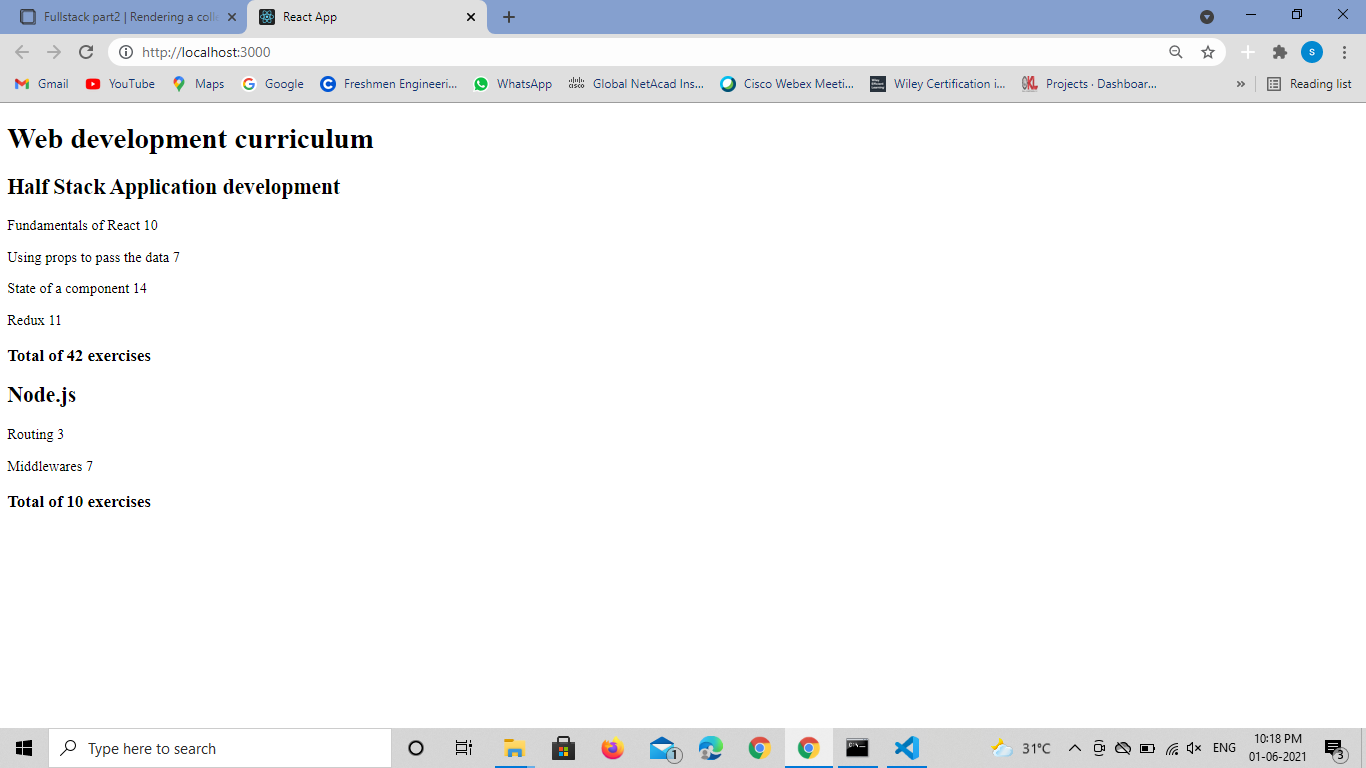 Fullstack part2 | Rendering a colle
React App
http://localhost:3000
S
Gmail YouTube Maps Google Freshmen Engineeri... WhatsApp Global NetAcad Ins... Cisco Webex Meeti... Wiley Certification i... Projects · Dashboar... » Reading list
Web development curriculum
Half Stack Application development
Fundamentals of React 10
Using props to pass the data 7
State of a component 14
Redux 11
Total of 42 exercises
Node.js
Routing 3
Middlewares 7
Total of 10 exercises
Type here to search
1
31°C
ENG
10:18 PM
01-06-2021
3